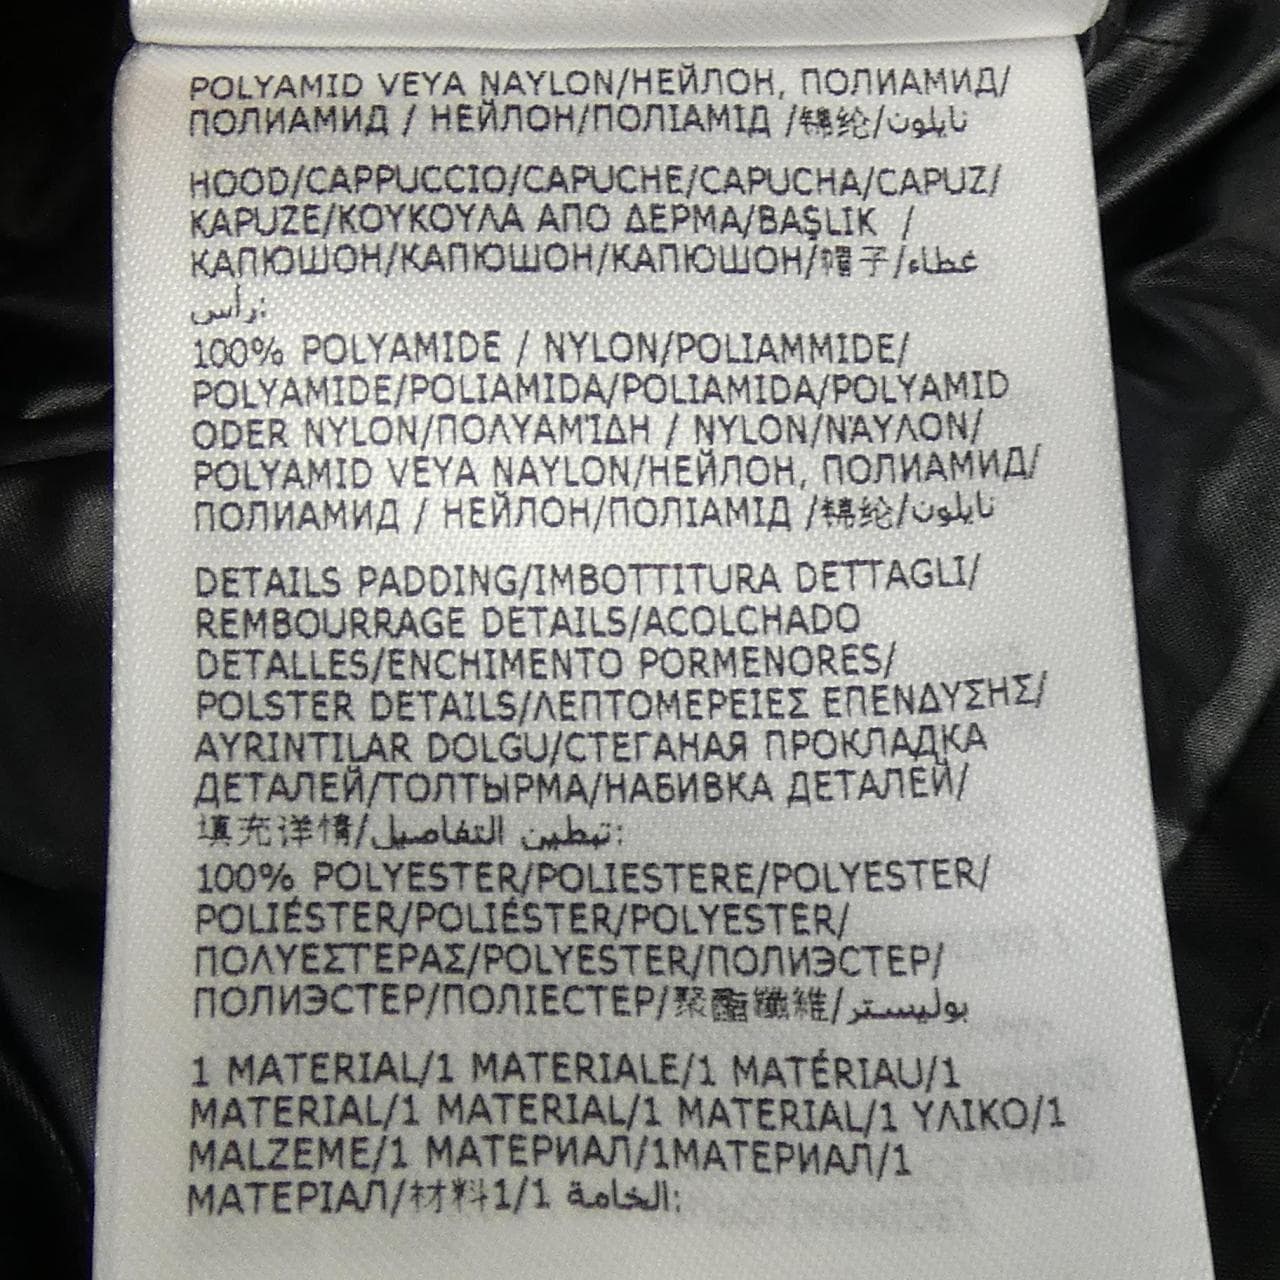 POLYAMID VEYA NAYLON/НЕЙЛОН, ПОЛИАМИД/
ПОЛИАМИД / НЕЙЛОН/ПОЛІАМІД /锦纶/نايلون
HOOD/CAPPUCCIO/CAPUCHE/CAPUCHA/CAPUZ/
KAPUZE/ΚΟΥΚΟΥΛΑ ΑΠΟ ΔΕΡΜΑ/BAŞLIK /
КАПЮШОН/КАПЮШОН/КАПЮШОН/帽子/غطاء
رأس:
100% POLYAMIDE / NYLON/POLIAMMIDE/
POLYAMIDE/POLIAMIDA/POLIAMIDA/POLYAMID
ODER NYLON/ΠΟΛΥΑΜΊΔΗ / NYLON/ΝΆΥΛΟΝ/
POLYAMID VEYA NAYLON/НЕЙЛОН, ПОЛИАМИД/
ПОЛИАМИД / НЕЙЛОН/ПОЛІАМІД /锦纶/نايلون
DETAILS PADDING/IMBOTTITURA DETTAGLI/
REMBOURRAGE DETAILS/ACOLCHADO
DETALLES/ENCHIMENTO PORMENORES/
POLSTER DETAILS/ΛΕΠΤΟΜΕΡΕΙΕΣ ΕΠΕΝΔΥΣΗΣ/
AYRINTILAR DOLGU/СТЕГАНАЯ ПРОКЛАДКА
ДЕТАЛЕЙ/ТОЛТЫРМА/НАБИВКА ДЕТАЛЕЙ/
填充详情/تبطين التفاصيل:
100% POLYESTER/POLIESTERE/POLYESTER/
POLIÉSTER/POLIÉSTER/POLYESTER/
ΠΟΛΥΕΣΤΕΡΑΣ/POLYESTER/ПОЛИЭСТЕР/
ПОЛИЭСТЕР/ПОЛІЕСТЕР/聚酯纖維/بوليستر
1 MATERIAL/1 MATERIALE/1 MATÉRIAU/1
MATERIAL/1 MATERIAL/1 MATERIAL/1 ΥΛΙΚΟ/1
MALZEME/1 МАТЕРИАЛ/1МАТЕРИАЛ/1
МАТЕРІАЛ/材料1/1 الخامة: